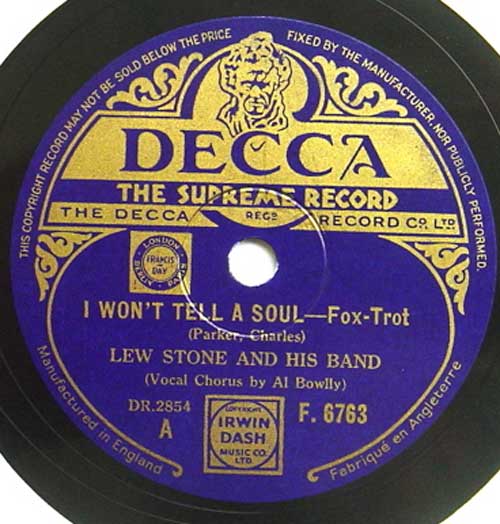 THIS COPYRIGHT RECORD MAY NOT BE SOLD BELOW THE PRICE FIXED BY THE MANUFACTURER, NOR PUBLICLY PERFORMED.
DECCA
THE SUPREME RECORD
THE DECCA REGD RECORD CO. LTD.
LONDON
FRANCIS
DAY
BERLIN PARIS
I WON'T TELL A SOUL—Fox-Trot
(Parker, Charles)
LEW STONE AND HIS BAND
(Vocal Chorus by Al Bowlly)
DR.2854
A
COPYRIGHT
IRWIN
DASH
MUSIC CO.
LTD.
F. 6763
Manufactured in England
Fabriqué en Angleterre